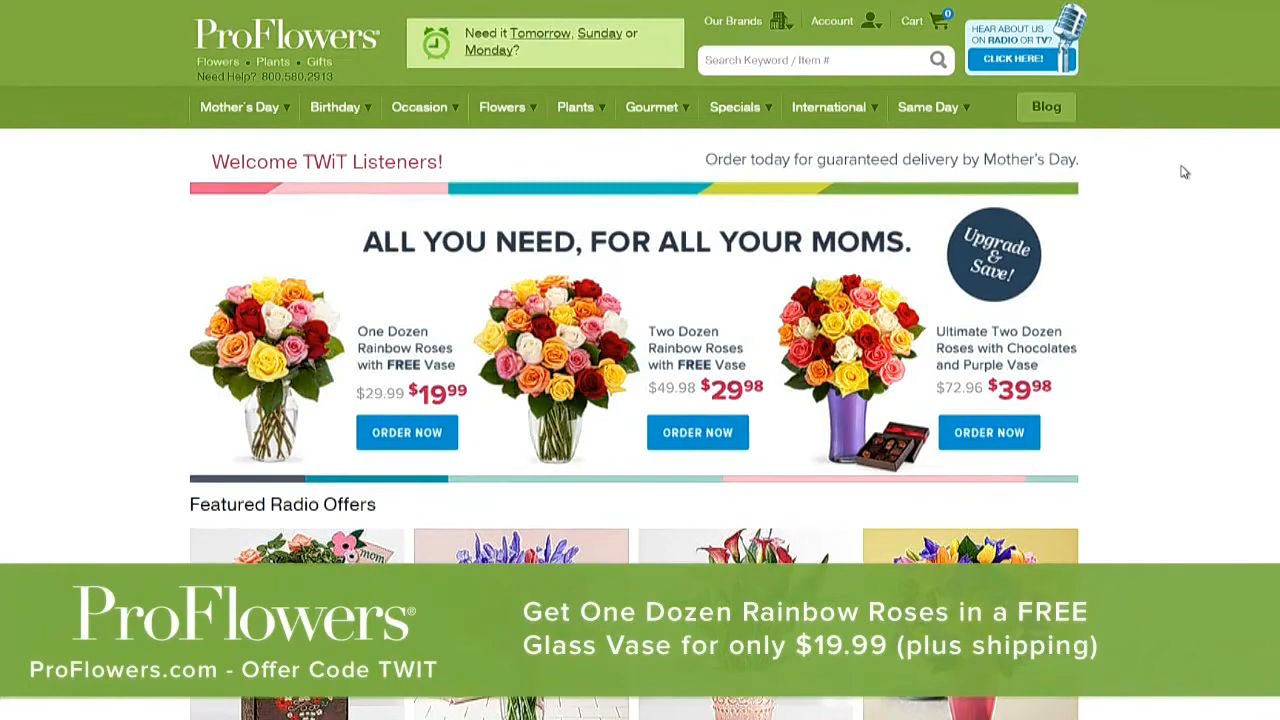 ProFlowers®
Flowers • Plants • Gifts
Need Help? 800.580.2913
Need it Tomorrow, Sunday or
Monday?
Our Brands
Account
Cart
0
Search Keyword / Item #
HEAR ABOUT US
ON RADIO OR TV?
CLICK HERE!
Mother's Day
Birthday
Occasion
Flowers
Plants
Gourmet
Specials
International
Same Day
Blog
Welcome TWiT Listeners!
Order today for guaranteed delivery by Mother's Day.
ALL YOU NEED, FOR ALL YOUR MOMS.
Upgrade
&
Save!
One Dozen
Rainbow Roses
with FREE Vase
$29.99 $1999
ORDER NOW
Two Dozen
Rainbow Roses
with FREE Vase
$49.98 $2998
ORDER NOW
Ultimate Two Dozen
Roses with Chocolates
and Purple Vase
$72.96 $3998
ORDER NOW
Featured Radio Offers
mom
ProFlowers®
ProFlowers.com - Offer Code TWIT
Get One Dozen Rainbow Roses in a FREE
Glass Vase for only $19.99 (plus shipping)